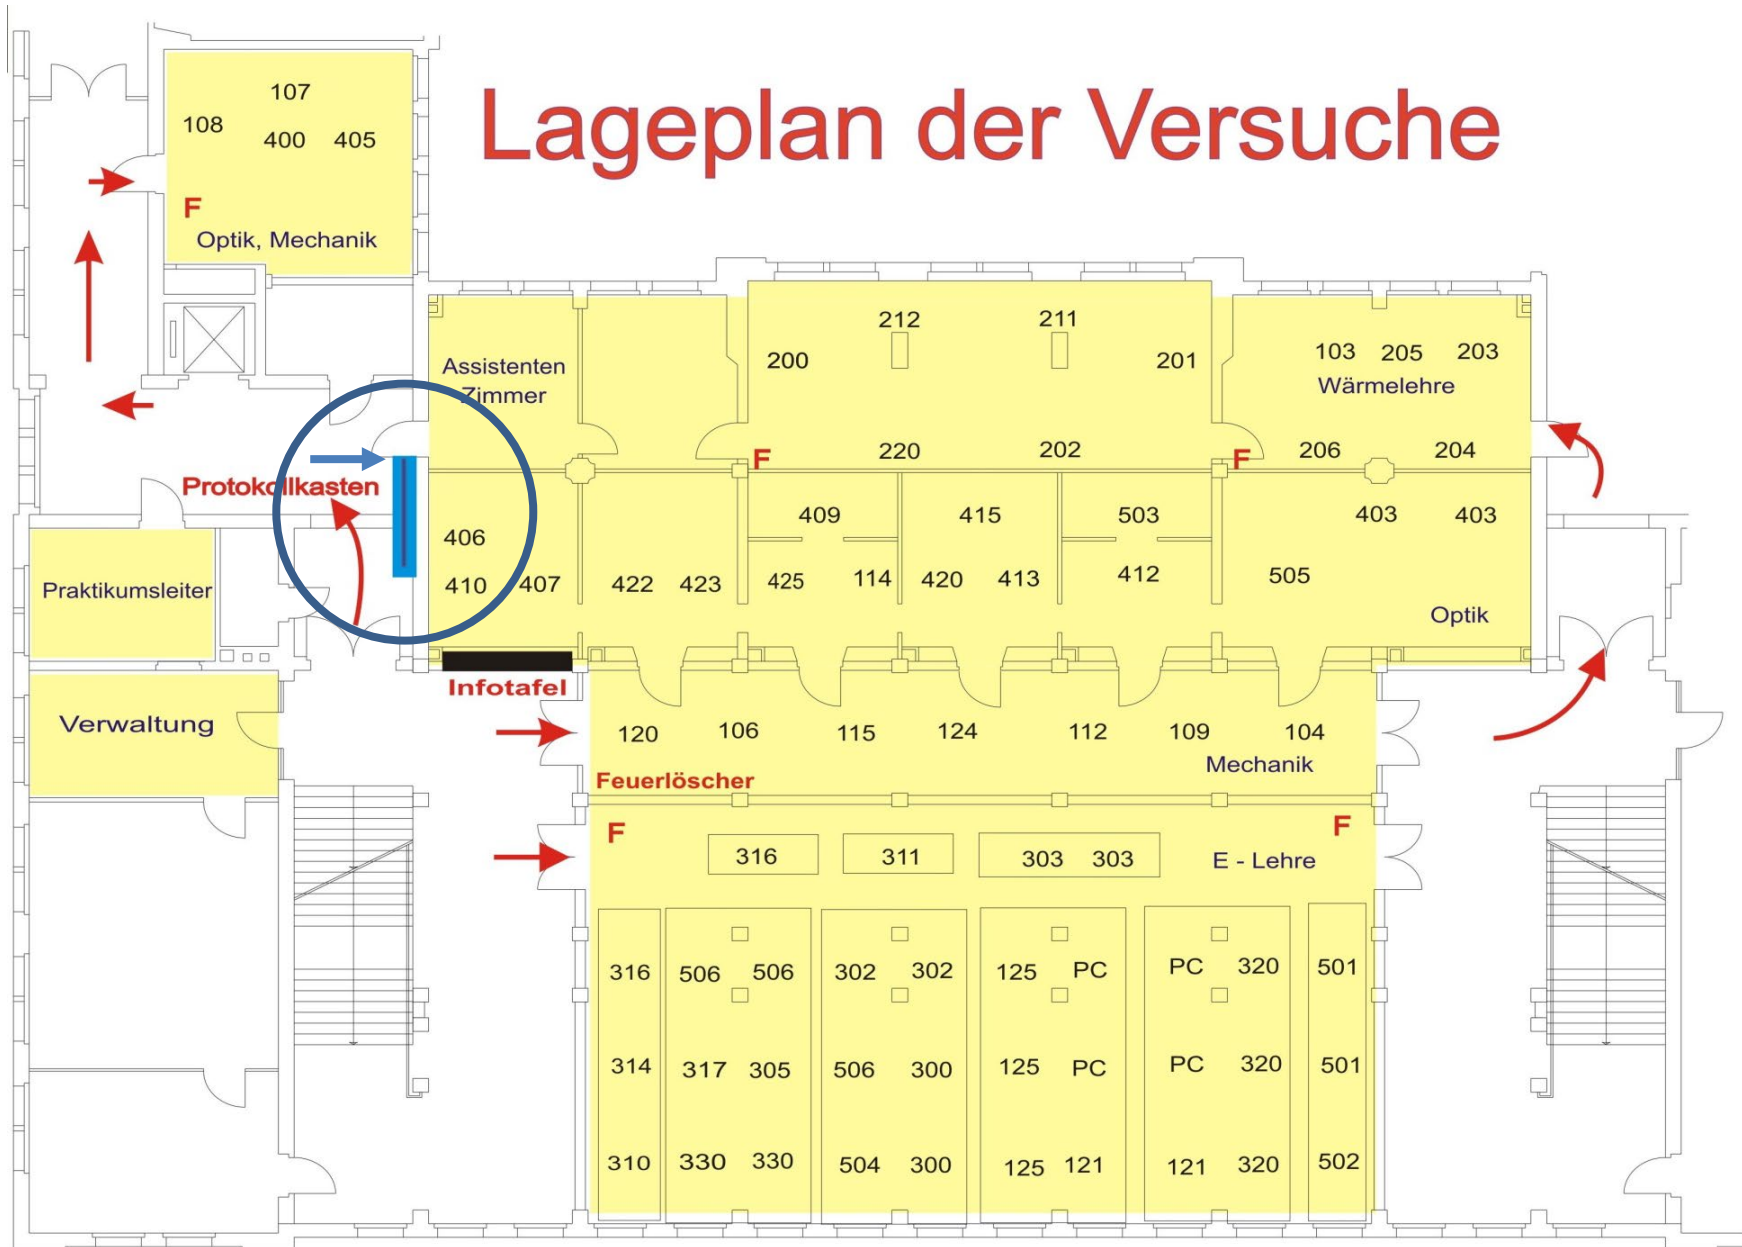 Lageplan der Versuche
107
108
400 405
F
Optik, Mechanik
212 211
200 201
103 205 203
Wärmelehre
Assistenten
Zimmer
220 202
206 204
F
F
Protokollkasten
409 415 503 403 403
406
410 407 422 423 425 114 420 413 412 505
Optik
Praktikumsleiter
Infotafel
Verwaltung
120 106 115 124 112 109 104
Mechanik
Feuerlöscher
F F
316 311 303 303 E - Lehre
316 506 506 302 302 125 PC PC 320 501
314 317 305 506 300 125 PC PC 320 501
310 330 330 504 300 125 121 121 320 502